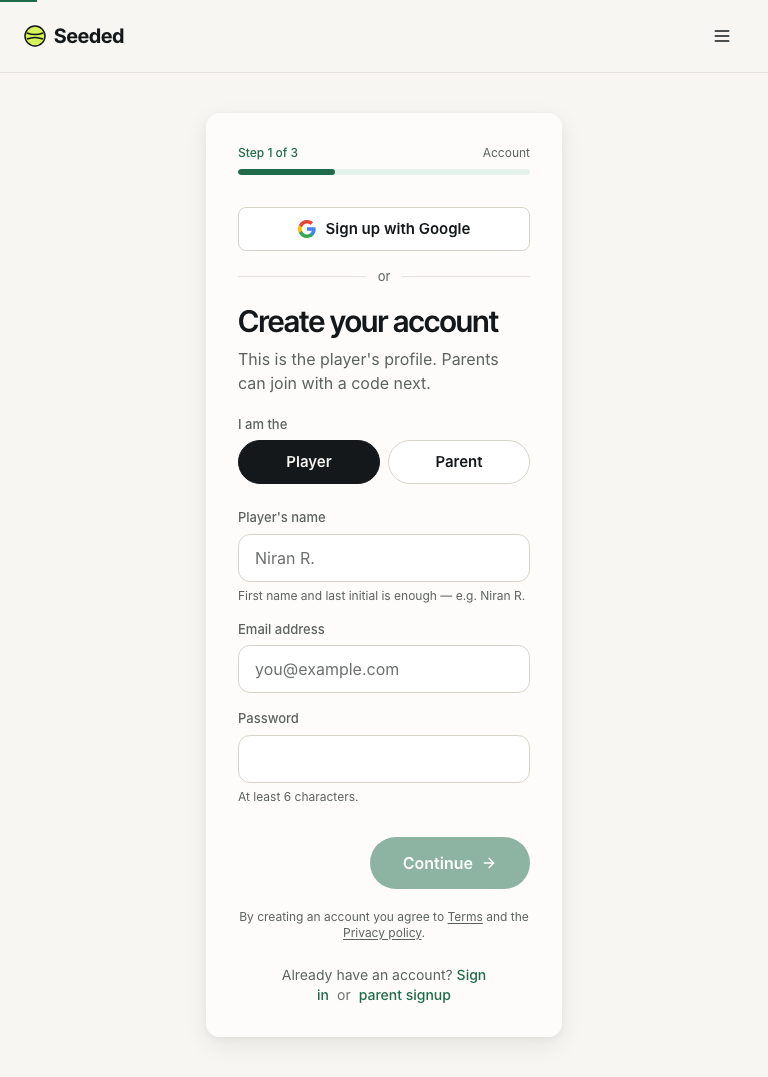 Seeded
Step 1 of 3
Account
Sign up with Google
or
Create your account
This is the player's profile. Parents
can join with a code next.
I am the
Player
Parent
Player's name
Niran R.
First name and last initial is enough — e.g. Niran R.
Email address
you@example.com
Password
At least 6 characters.
Continue
By creating an account you agree to Terms and the
Privacy policy.
Already have an account? Sign
in or parent signup